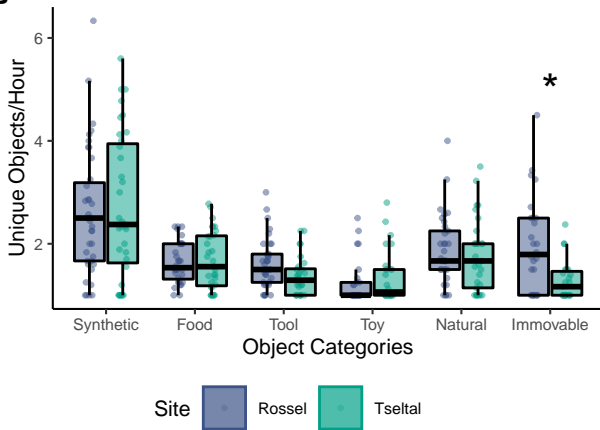 6
4
2
Unique Objects/Hour
*
Synthetic Food Tool Toy Natural Immovable
Object Categories
Site Rossel Tseltal